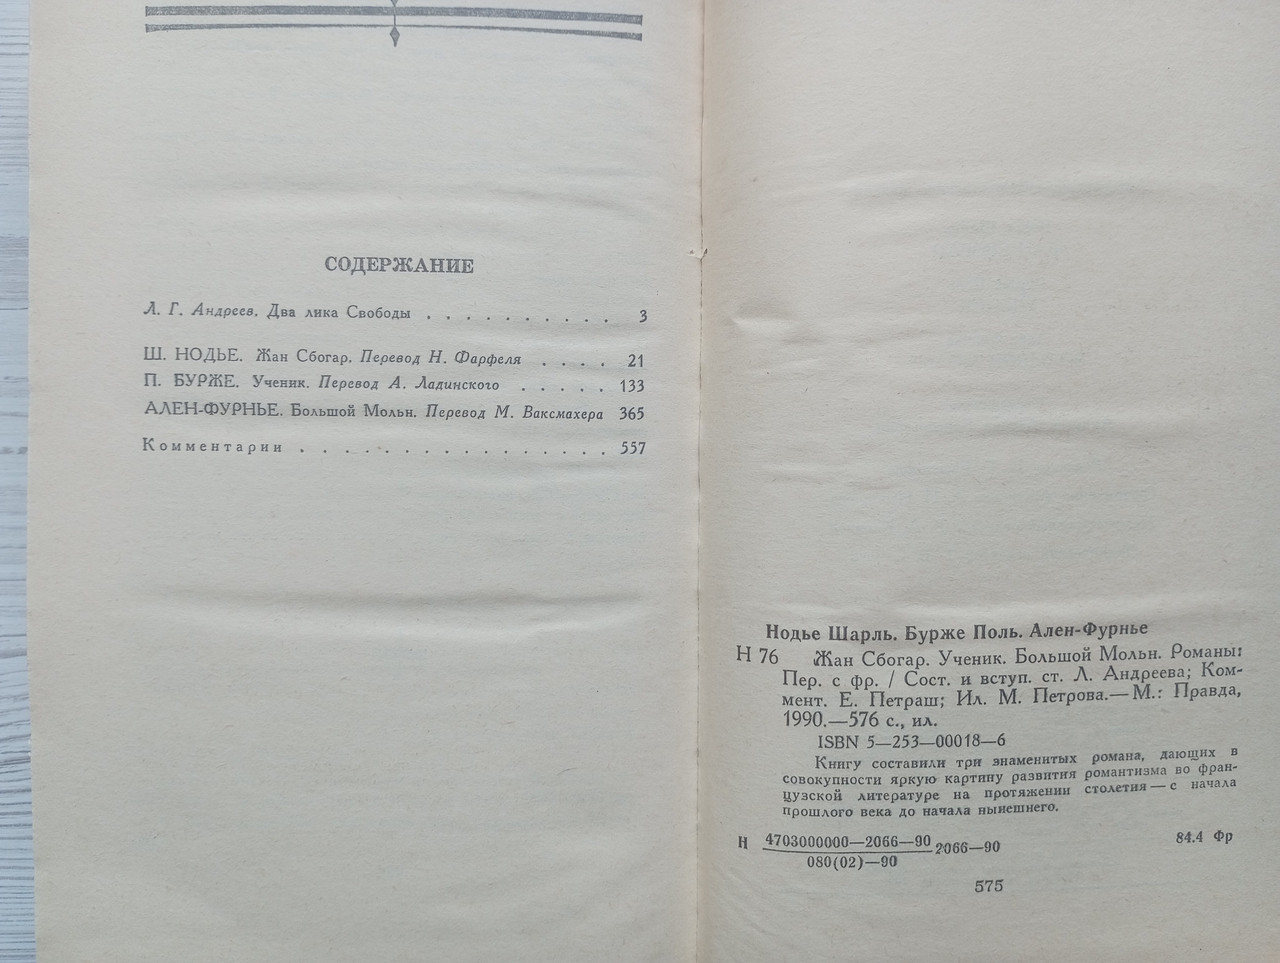 СОДЕРЖАНИЕ
Л. Г. Андреев. Два лика Свободы . . . . . . . . . . 3
Ш. НОДЬЕ. Жан Сбогар. Перевод Н. Фарфеля . . . . 21
П. БУРЖЕ. Ученик. Перевод А. Ладинского . . . . . 133
АЛЕН-ФУРНЬЕ. Большой Мольн. Перевод М. Ваксмахера 365
Комментарии . . . . . . . . . . . . . . . 557
Нодье Шарль. Бурже Поль. Ален-Фурнье
Н 76 Жан Сбогар. Ученик. Большой Мольн. Романы:
Пер. с фр. / Сост. и вступ. ст. Л. Андреева; Ком-
мент. Е. Петраш; Ил. М. Петрова.— М.: Правда,
1990.—576 с., ил.
ISBN 5—253—00018—6
Книгу составили три знаменитых романа, дающих в
совокупности яркую картину развития романтизма во фран-
цузской литературе на протяжении столетия — с начала
прошлого века до начала нынешнего.
Н 4703000000—2066—90 2066—90 84.4 Фр
080(02)—90
575